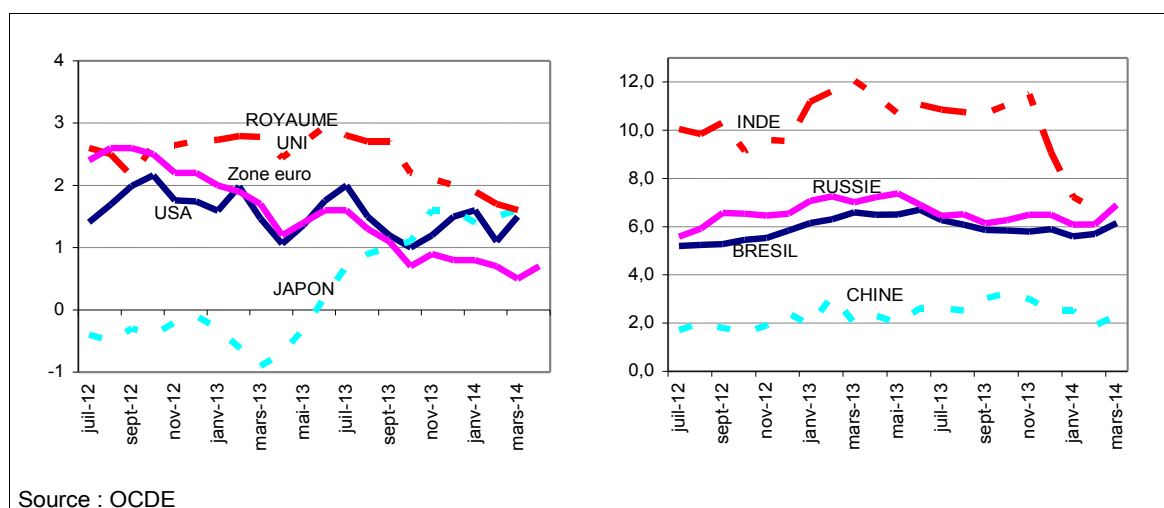 4
3
2
1
0
-1
ROYAUME
UNI
Zone euro
USA
JAPON
juil-12
sept-12
nov-12
janv-13
mars-13
mai-13
juil-13
sept-13
nov-13
janv-14
mars-14
12,0
10,0
8,0
6,0
4,0
2,0
0,0
INDE
RUSSIE
BRESIL
CHINE
juil-12
sept-12
nov-12
janv-13
mars-13
mai-13
juil-13
sept-13
nov-13
janv-14
mars-14
Source : OCDE